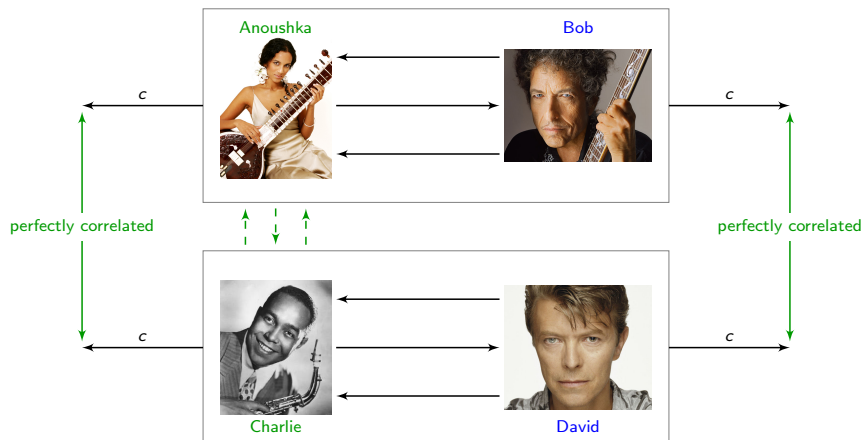 Anoushka
Bob
c
c
perfectly correlated
perfectly correlated
c
c
Charlie
David